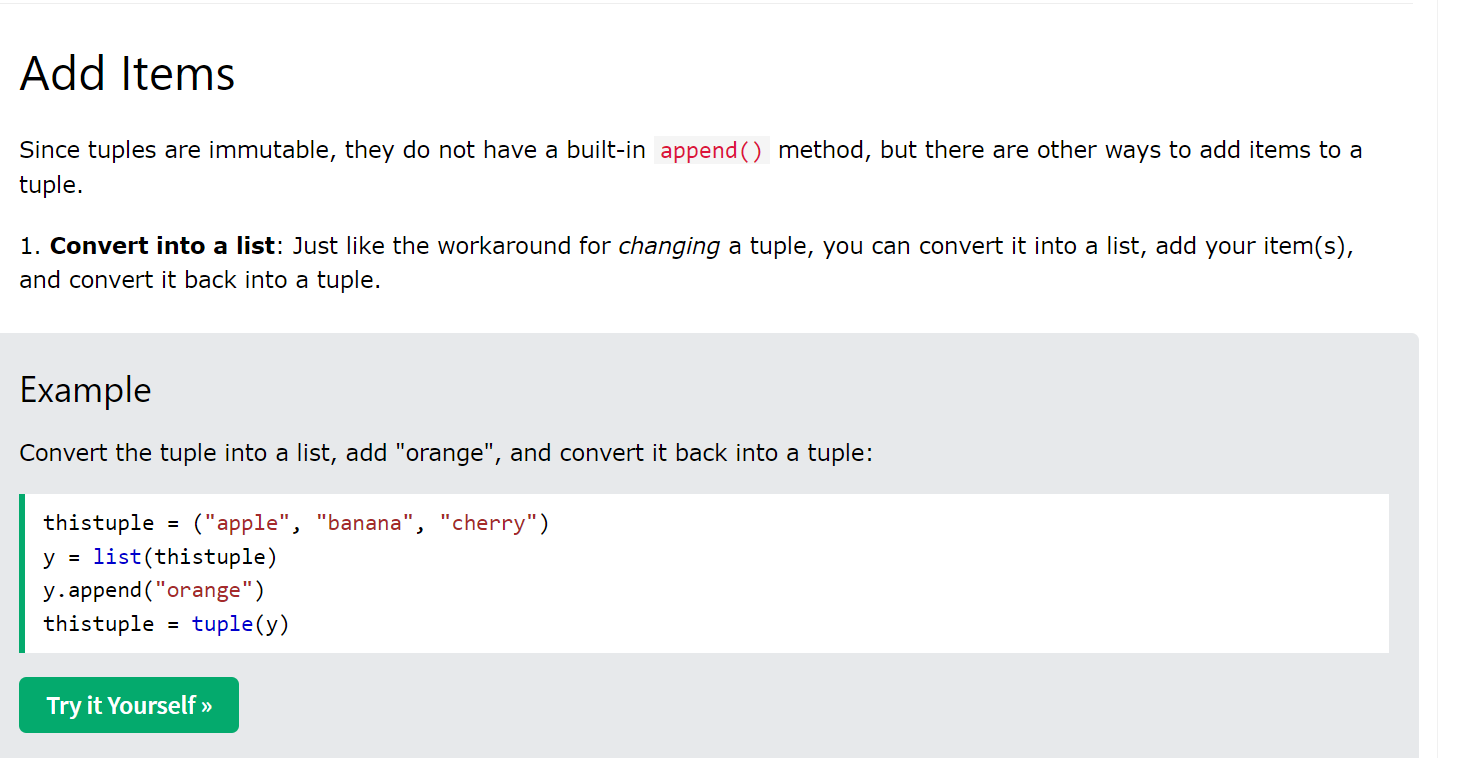 Add Items
Since tuples are immutable, they do not have a built-in append() method, but there are other ways to add items to a
tuple.
1. Convert into a list: Just like the workaround for changing a tuple, you can convert it into a list, add your item(s),
and convert it back into a tuple.
Example
Convert the tuple into a list, add "orange", and convert it back into a tuple:
thistuple = ("apple", "banana", "cherry")
y = list(thistuple)
y.append("orange")
thistuple = tuple(y)
Try it Yourself »